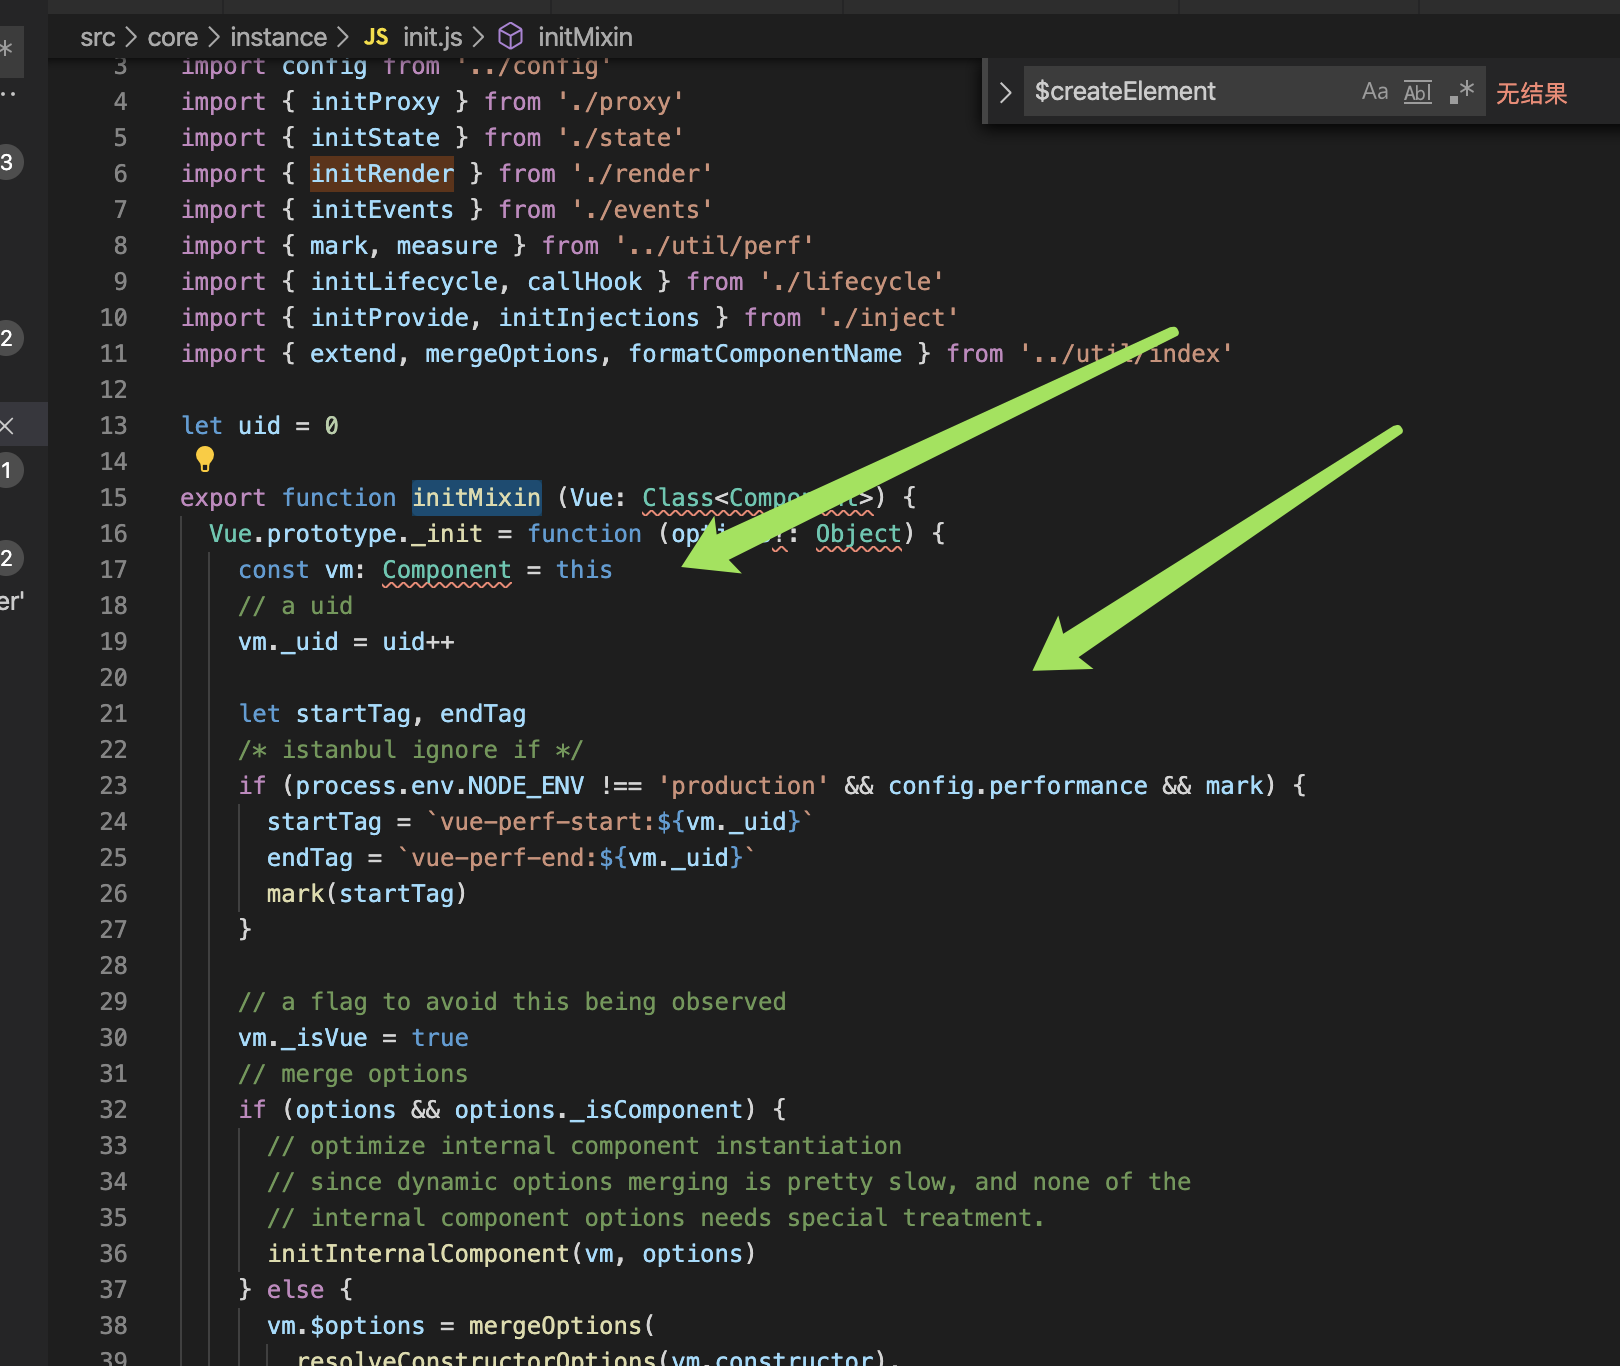 src > core > instance > JS init.js > initMixin
$createElement Aa Abl .* 无结果
*
..
3
2
1
2
er'
3 import config from '../config'
4 import { initProxy } from './proxy'
5 import { initState } from './state'
6 import { initRender } from './render'
7 import { initEvents } from './events'
8 import { mark, measure } from '../util/perf'
9 import { initLifecycle, callHook } from './lifecycle'
10 import { initProvide, initInjections } from './inject'
11 import { extend, mergeOptions, formatComponentName } from '../util/index'
12
13 let uid = 0
14
15 export function initMixin (Vue: Class<Component>) {
16 Vue.prototype._init = function (options?: Object) {
17 const vm: Component = this
18 // a uid
19 vm._uid = uid++
20
21 let startTag, endTag
22 /* istanbul ignore if */
23 if (process.env.NODE_ENV !== 'production' && config.performance && mark) {
24 startTag = `vue-perf-start:${vm._uid}`
25 endTag = `vue-perf-end:${vm._uid}`
26 mark(startTag)
27 }
28
29 // a flag to avoid this being observed
30 vm._isVue = true
31 // merge options
32 if (options && options._isComponent) {
33 // optimize internal component instantiation
34 // since dynamic options merging is pretty slow, and none of the
35 // internal component options needs special treatment.
36 initInternalComponent(vm, options)
37 } else {
38 vm.$options = mergeOptions(
39 resolveConstructorOptions(vm.constructor),